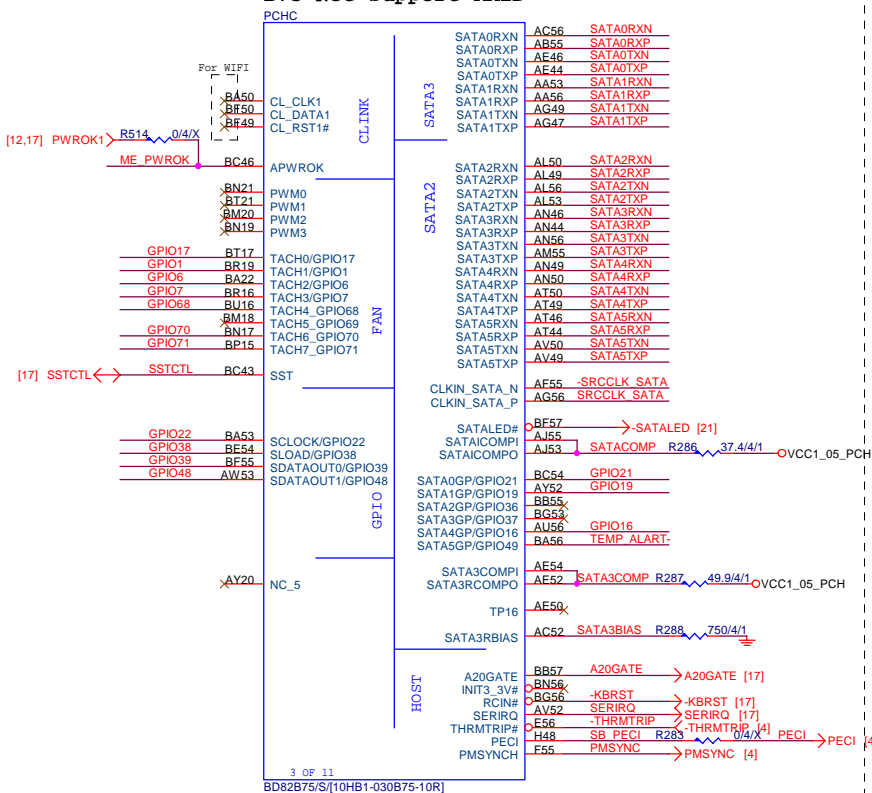 PCHC
For WIFI
BA50 CL_CLK1
BF50 CL_DATA1
BF49 CL_RST1#
[12,17] PWROK1 R514 0/4/X
ME_PWROK BC46 APWROK
BN21 PWM0
BT21 PWM1
BM20 PWM2
BN19 PWM3
GPIO17 BT17 TACH0/GPIO17
GPIO1 BR19 TACH1/GPIO1
GPIO6 BA22 TACH2/GPIO6
GPIO7 BR16 TACH3/GPIO7
GPIO68 BU16 TACH4_GPIO68
BM18 TACH5_GPIO69
GPIO70 BN17 TACH6_GPIO70
GPIO71 BP15 TACH7_GPIO71
[17] SSTCTL SSTCTL BC43 SST
GPIO22 BA53 SCLOCK/GPIO22
GPIO38 BE54 SLOAD/GPIO38
GPIO39 BF55 SDATAOUT0/GPIO39
GPIO48 AW53 SDATAOUT1/GPIO48
AY20 NC_5
CLINK
FAN
GPIO
SATA3
SATA2
HOST
SATA0RXN AC56 SATA0RXN
SATA0RXP AB55 SATA0RXP
SATA0TXN AE46 SATA0TXN
SATA0TXP AE44 SATA0TXP
SATA1RXN AA53 SATA1RXN
SATA1RXP AA56 SATA1RXP
SATA1TXN AG49 SATA1TXN
SATA1TXP AG47 SATA1TXP
SATA2RXN AL50 SATA2RXN
SATA2RXP AL49 SATA2RXP
SATA2TXN AL56 SATA2TXN
SATA2TXP AL53 SATA2TXP
SATA3RXN AN46 SATA3RXN
SATA3RXP AN44 SATA3RXP
SATA3TXN AN56 SATA3TXN
SATA3TXP AM55 SATA3TXP
SATA4RXN AN49 SATA4RXN
SATA4RXP AN50 SATA4RXP
SATA4TXN AT50 SATA4TXN
SATA4TXP AT49 SATA4TXP
SATA5RXN AT46 SATA5RXN
SATA5RXP AT44 SATA5RXP
SATA5TXN AV50 SATA5TXN
SATA5TXP AV49 SATA5TXP
CLKIN_SATA_N AF55 -SRCCLK_SATA
CLKIN_SATA_P AG56 SRCCLK_SATA
SATALED# BF57 -SATALED [21]
SATAICOMPI AJ55
SATAICOMPO AJ53 SATACOMP R286 37.4/4/1 VCC1_05_PCH
SATA0GP/GPIO21 BC54 GPIO21
SATA1GP/GPIO19 AY52 GPIO19
SATA2GP/GPIO36 BB55
SATA3GP/GPIO37 BG53
SATA4GP/GPIO16 AU56 GPIO16
SATA5GP/GPIO49 BA56 TEMP_ALART-
SATA3COMPI AE54
SATA3RCOMPO AE52 SATA3COMP R287 49.9/4/1 VCC1_05_PCH
TP16 AE50
SATA3RBIAS AC52 SATA3BIAS R288 750/4/1
A20GATE BB57 A20GATE A20GATE [17]
INIT3_3V# BN56
RCIN# BG56 -KBRST -KBRST [17]
SERIRQ AV52 SERIRQ SERIRQ [17]
THRMTRIP# E56 -THRMTRIP -THRMTRIP [4]
PECI H48 SB_PECI R283 0/4/X PECI PECI [4
PMSYNCH F55 PMSYNC PMSYNC [4]
3 OF 11
BD82B75/S/[10HB1-030B75-10R]